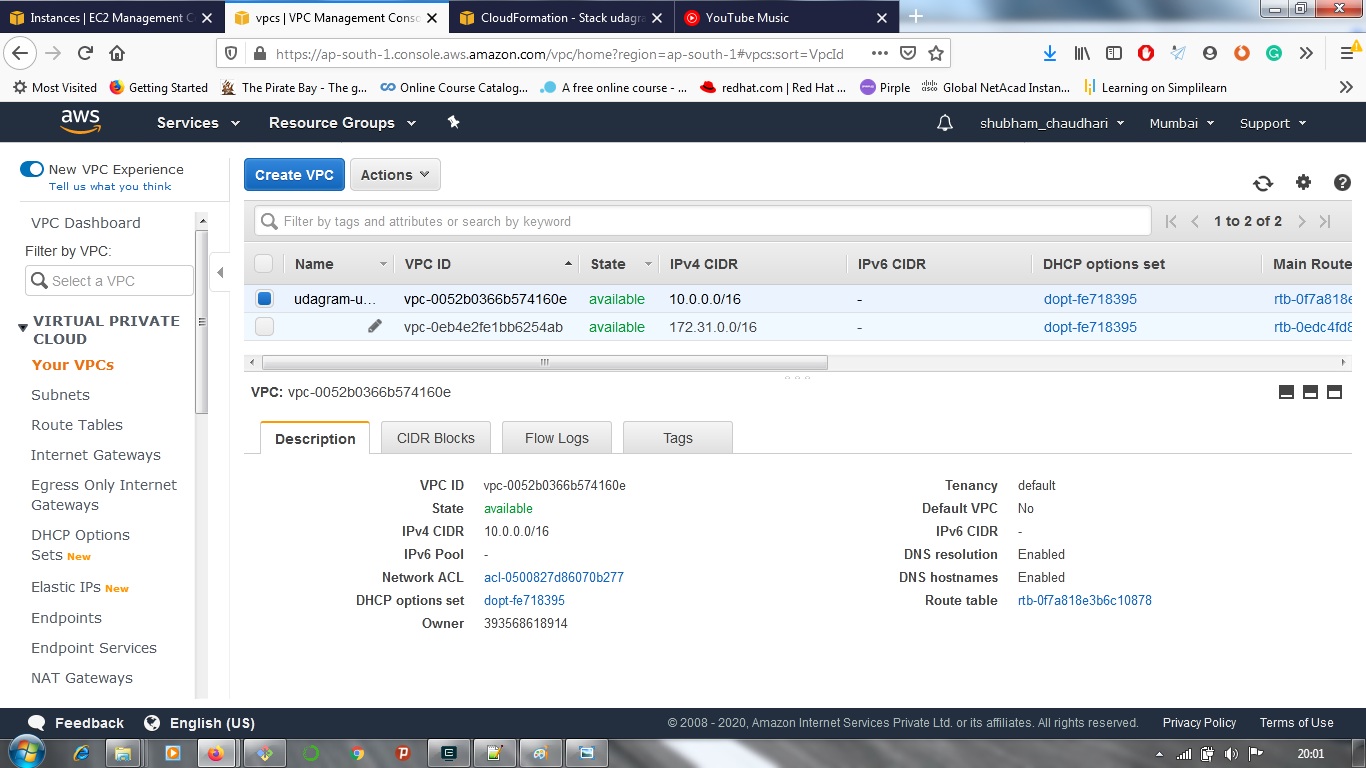 Instances | EC2 Management C
vpcs | VPC Management Conso
CloudFormation - Stack udagra
YouTube Music
https://ap-south-1.console.aws.amazon.com/vpc/home?region=ap-south-1#vpcs:sort=VpcId
Most Visited Getting Started The Pirate Bay - The g... Online Course Catalog... A free online course - ... redhat.com | Red Hat ... Pirple Global NetAcad Instan... Learning on Simplilearn
aws Services Resource Groups shubham_chaudhari Mumbai Support
New VPC Experience
Tell us what you think
VPC Dashboard
Filter by VPC:
Select a VPC
VIRTUAL PRIVATE
CLOUD
Your VPCs
Subnets
Route Tables
Internet Gateways
Egress Only Internet
Gateways
DHCP Options
Sets New
Elastic IPs New
Endpoints
Endpoint Services
NAT Gateways
Create VPC Actions
Filter by tags and attributes or search by keyword
1 to 2 of 2
Name VPC ID State IPv4 CIDR IPv6 CIDR DHCP options set Main Route
udagram-u... vpc-0052b0366b574160e available 10.0.0.0/16 - dopt-fe718395 rtb-0f7a818e
vpc-0eb4e2fe1bb6254ab available 172.31.0.0/16 - dopt-fe718395 rtb-0edc4fd8
VPC: vpc-0052b0366b574160e
Description CIDR Blocks Flow Logs Tags
VPC ID vpc-0052b0366b574160e
State available
IPv4 CIDR 10.0.0.0/16
IPv6 Pool -
Network ACL acl-0500827d86070b277
DHCP options set dopt-fe718395
Owner 393568618914
Tenancy default
Default VPC No
IPv6 CIDR -
DNS resolution Enabled
DNS hostnames Enabled
Route table rtb-0f7a818e3b6c10878
Feedback English (US) © 2008 - 2020, Amazon Internet Services Private Ltd. or its affiliates. All rights reserved. Privacy Policy Terms of Use
20:01